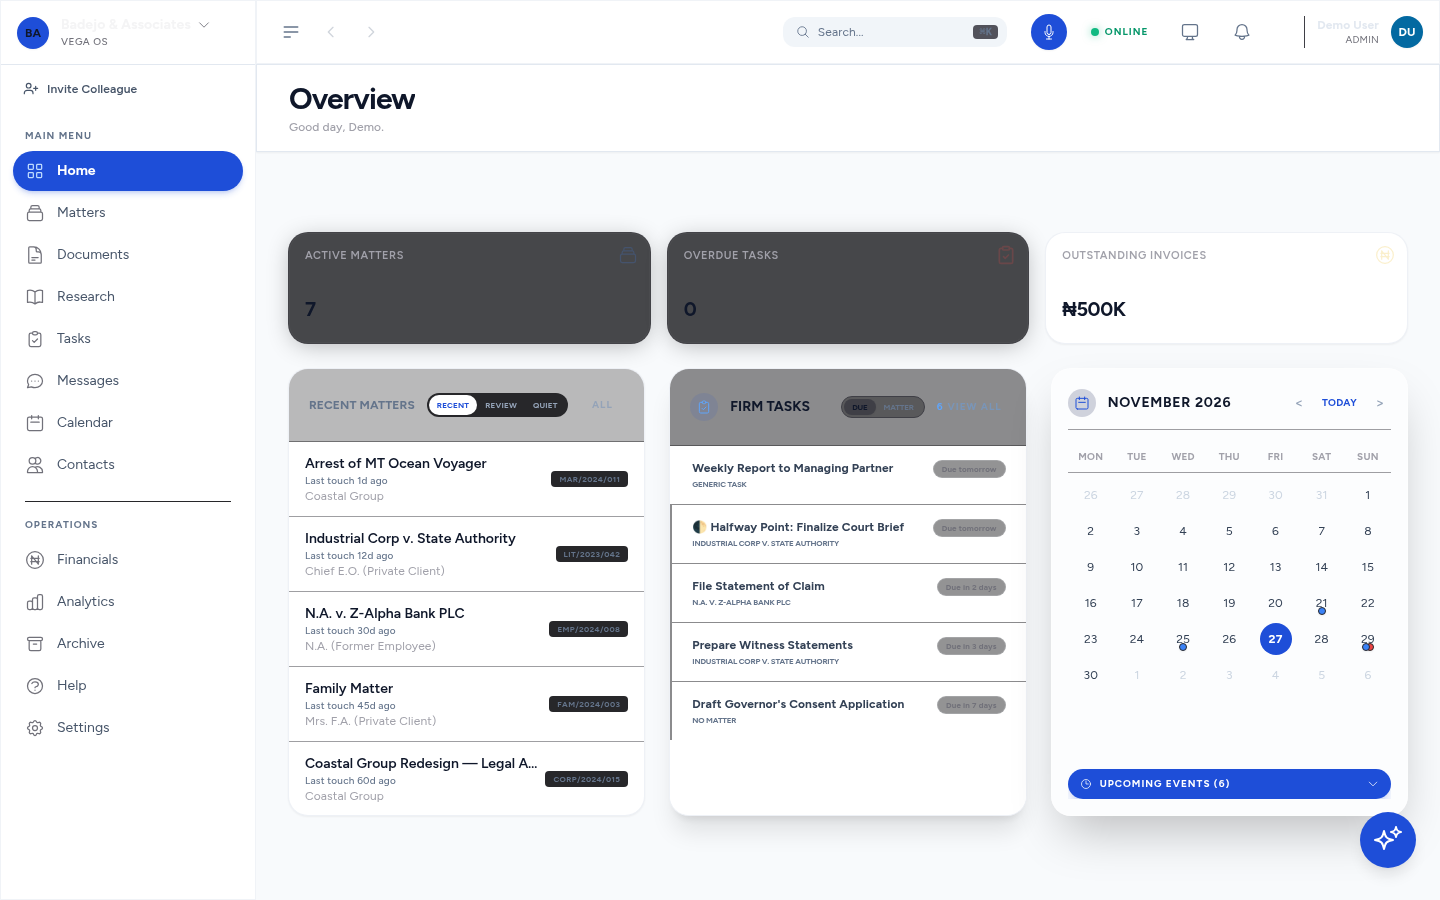 BA
Badejo & Associates
VEGA OS
Search...
⌘K
ONLINE
Demo User
ADMIN
DU
Invite Colleague
MAIN MENU
Home
Matters
Documents
Research
Tasks
Messages
Calendar
Contacts
OPERATIONS
Financials
Analytics
Archive
Help
Settings
Overview
Good day, Demo.
ACTIVE MATTERS
7
OVERDUE TASKS
0
OUTSTANDING INVOICES
₦500K
RECENT MATTERS
RECENT
REVIEW
QUIET
ALL
Arrest of MT Ocean Voyager
Last touch 1d ago
Coastal Group
MAR/2024/011
Industrial Corp v. State Authority
Last touch 12d ago
Chief E.O. (Private Client)
LIT/2023/042
N.A. v. Z-Alpha Bank PLC
Last touch 30d ago
N.A. (Former Employee)
EMP/2024/008
Family Matter
Last touch 45d ago
Mrs. F.A. (Private Client)
FAM/2024/003
Coastal Group Redesign — Legal A...
Last touch 60d ago
Coastal Group
CORP/2024/015
FIRM TASKS
DUE
MATTER
VIEW ALL
Weekly Report to Managing Partner
GENERIC TASK
Due tomorrow
🌓 Halfway Point: Finalize Court Brief
INDUSTRIAL CORP V. STATE AUTHORITY
Due tomorrow
File Statement of Claim
N.A. V. Z-ALPHA BANK PLC
Due in 2 days
Prepare Witness Statements
INDUSTRIAL CORP V. STATE AUTHORITY
Due in 3 days
Draft Governor's Consent Application
NO MATTER
Due in 7 days
NOVEMBER 2026
< TODAY >
MON TUE WED THU FRI SAT SUN
26 27 28 29 30 31 1
2 3 4 5 6 7 8
9 10 11 12 13 14 15
16 17 18 19 20 21 22
23 24 25 26 27 28 29
30 1 2 3 4 5 6
UPCOMING EVENTS (6)